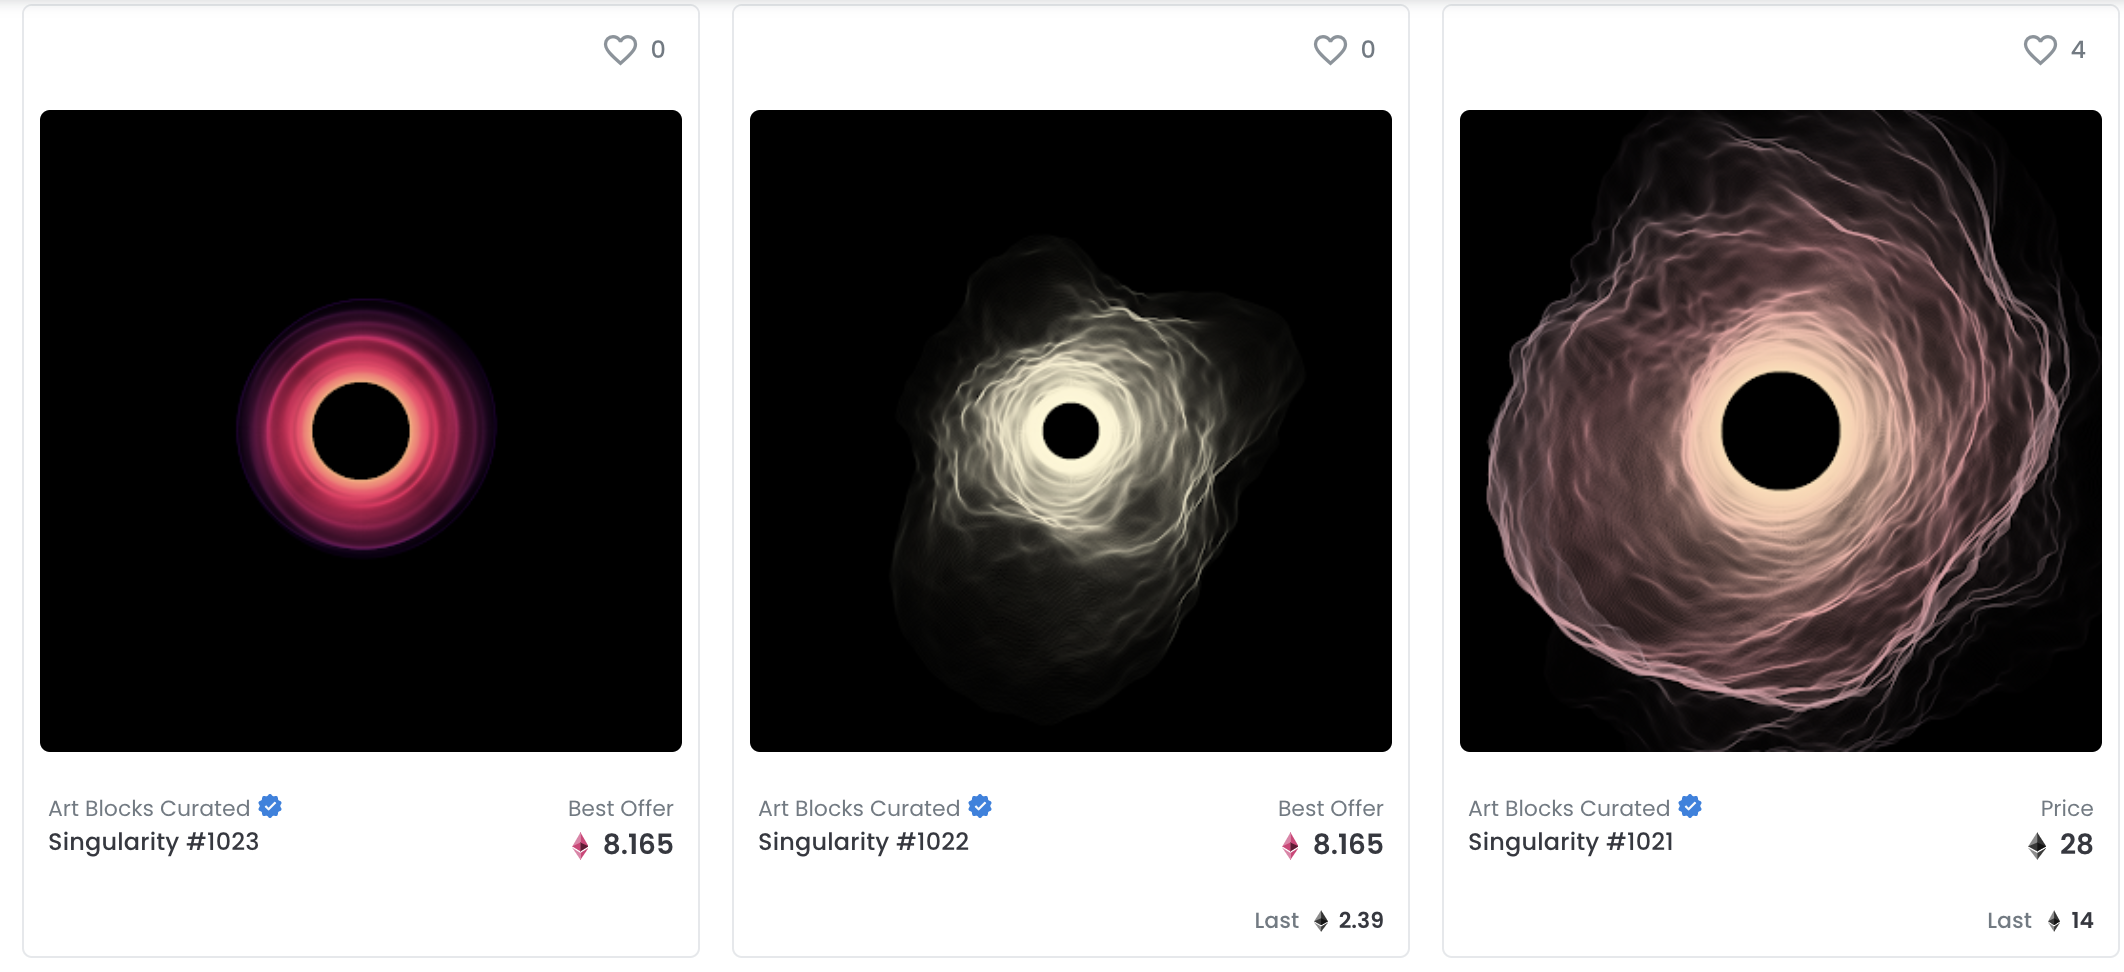 0
Art Blocks Curated
Best Offer
Singularity #1023
8.165
0
Art Blocks Curated
Best Offer
Singularity #1022
8.165
Last 2.39
4
Art Blocks Curated
Price
Singularity #1021
28
Last 14